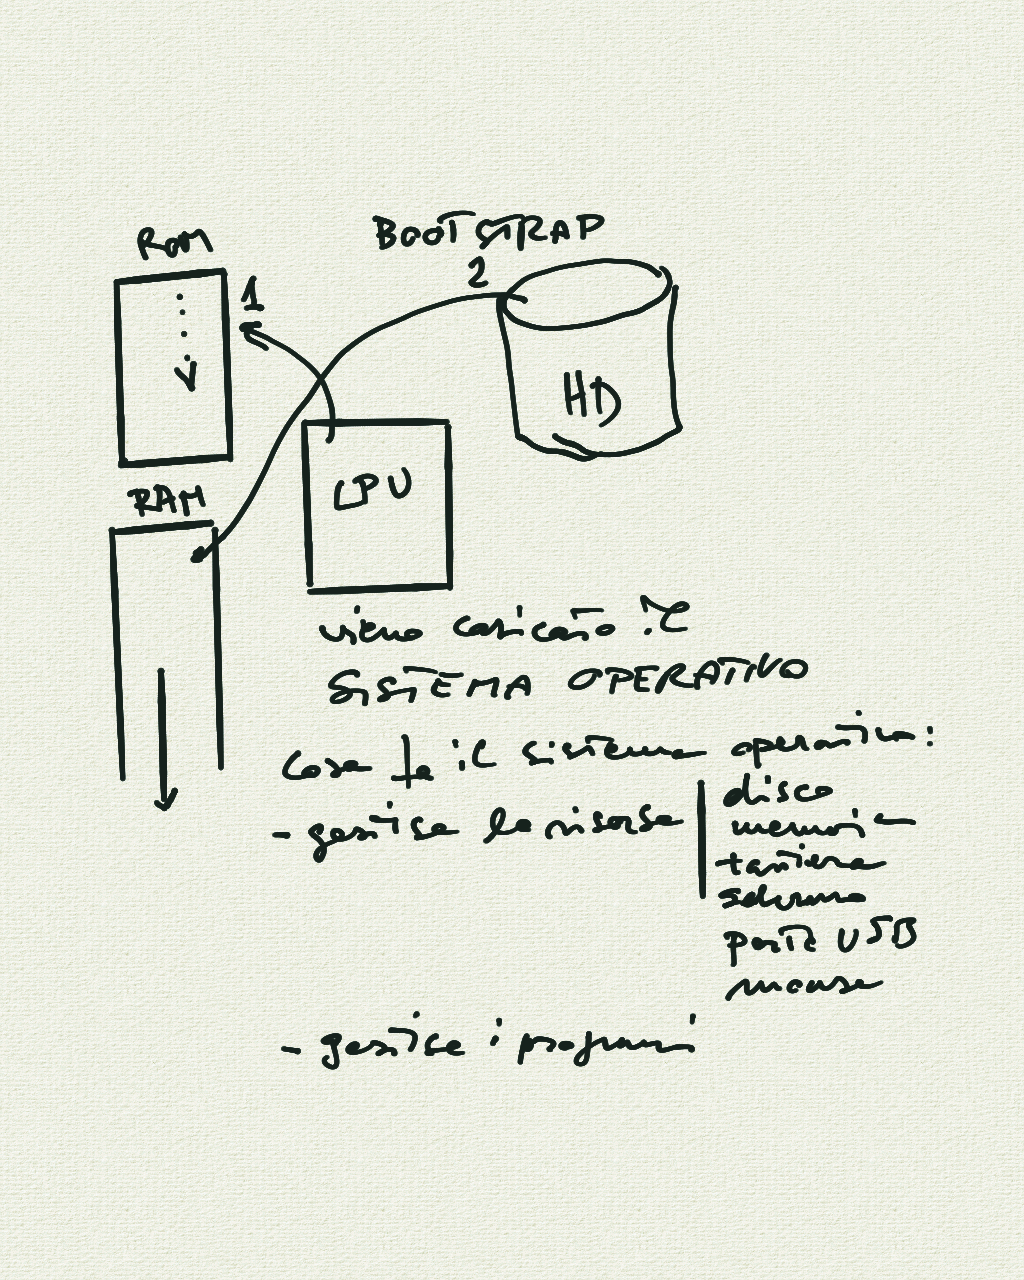 ROM
BOOTSTRAP
1
2
HD
CPU
RAM
viene caricato il
SISTEMA OPERATIVO
Cosa fa il sistema operativo:
- gestisce le risorse
disco
memoria
tastiera
schermo
porte USB
mouse
- gestisce i programmi